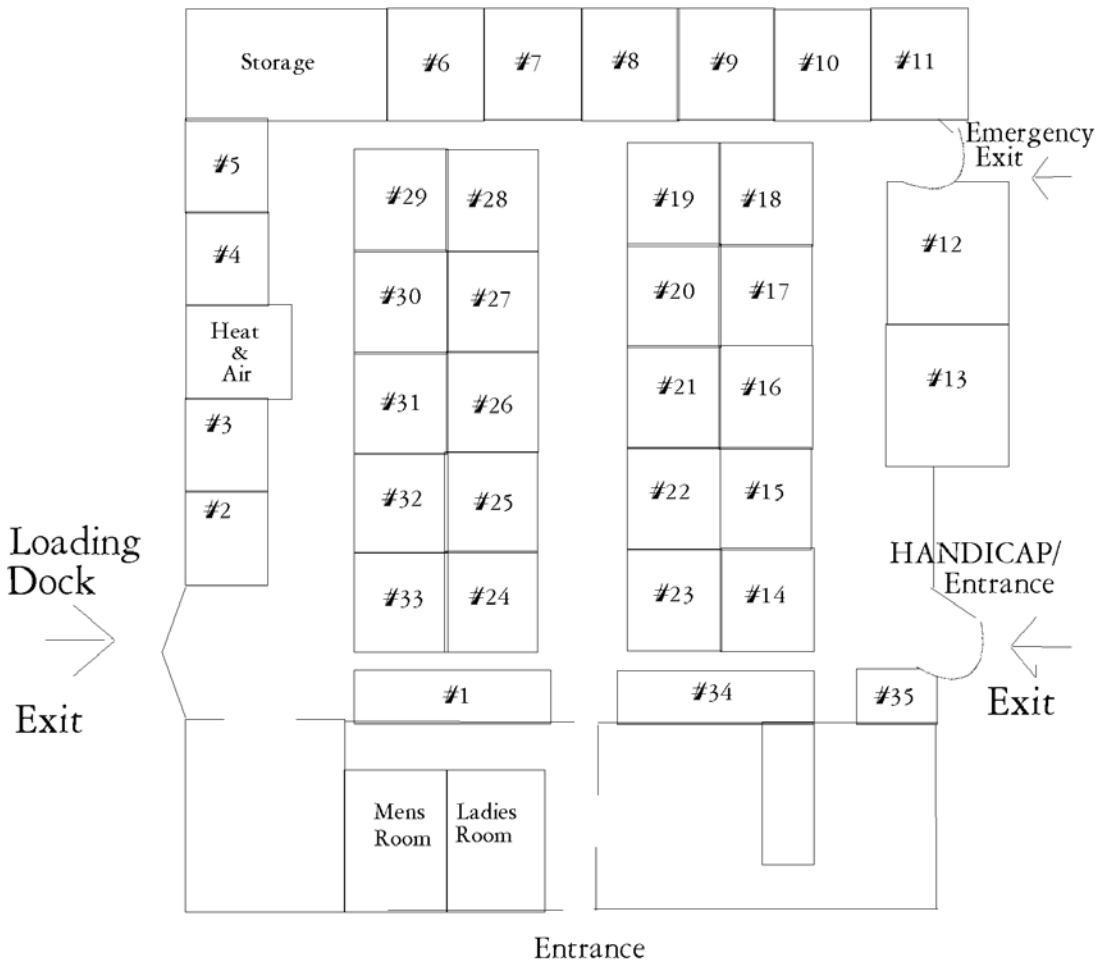 Storage
#6
#7
#8
#9
#10
#11
Emergency
Exit
#5
#29
#28
#19
#18
#12
#4
#30
#27
#20
#17
Heat
&
Air
#13
#31
#26
#21
#16
#3
#32
#25
#22
#15
#2
Loading
Dock
HANDICAP/
Entrance
#33
#24
#23
#14
Exit
#1
#34
#35
Exit
Mens
Room
Ladies
Room
Entrance